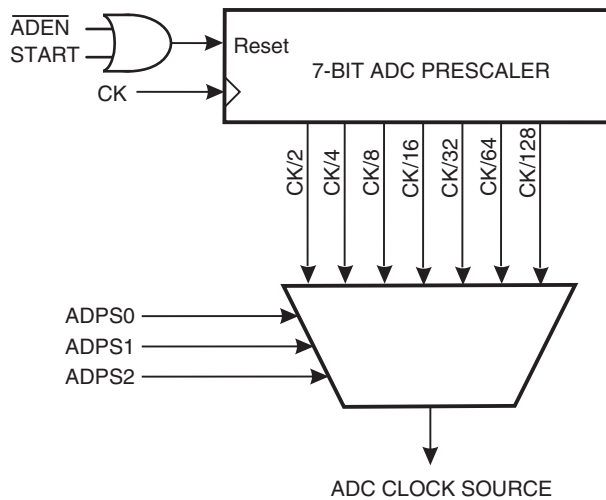 ADEN
START
Reset
7-BIT ADC PRESCALER
CK
CK/2
CK/4
CK/8
CK/16
CK/32
CK/64
CK/128
ADPS0
ADPS1
ADPS2
ADC CLOCK SOURCE